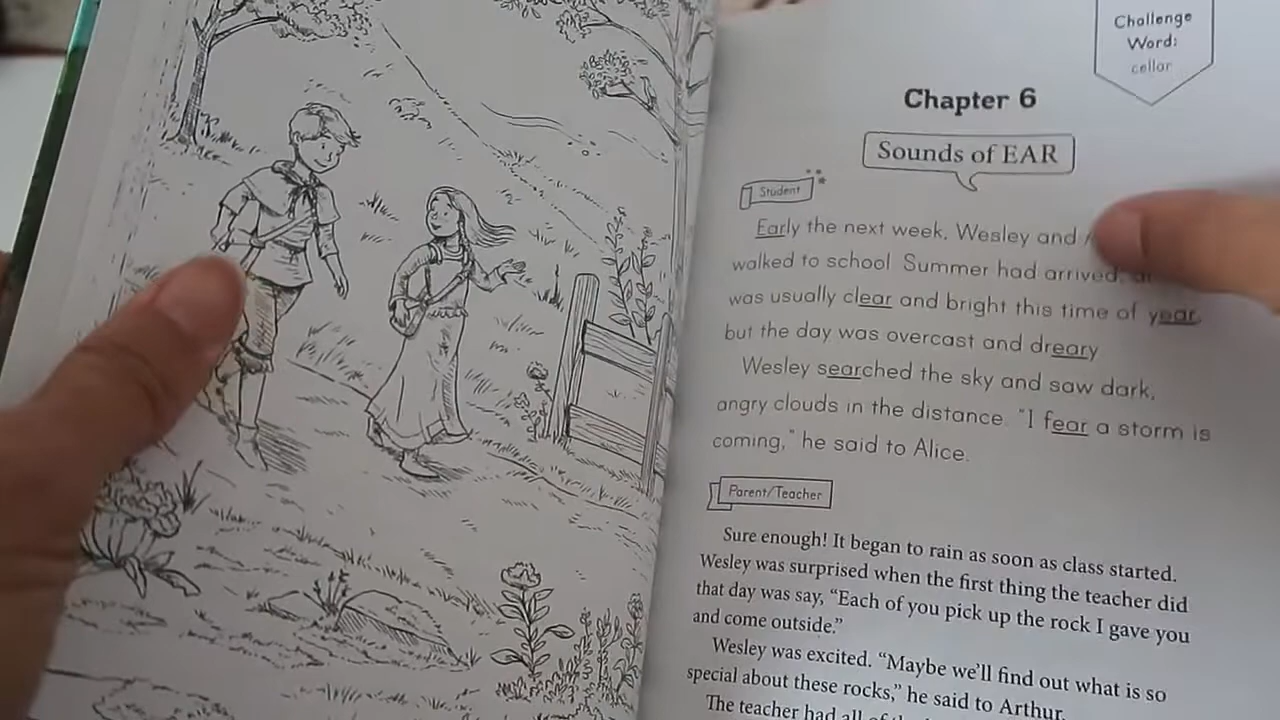 Challenge
Word:
cellar
Chapter 6
Sounds of EAR
Student
Early the next week, Wesley and
walked to school Summer had arrived,
was usually clear and bright this time of year,
but the day was overcast and dreary
Wesley searched the sky and saw dark,
angry clouds in the distance. "I fear a storm is
coming," he said to Alice.
Parent/Teacher
Sure enough! It began to rain as soon as class started.
Wesley was surprised when the first thing the teacher did
that day was say, “Each of you pick up the rock I gave you
and come outside.”
Wesley was excited. “Maybe we’ll find out what is so
special about these rocks,” he said to Arthur.
The teacher had all of